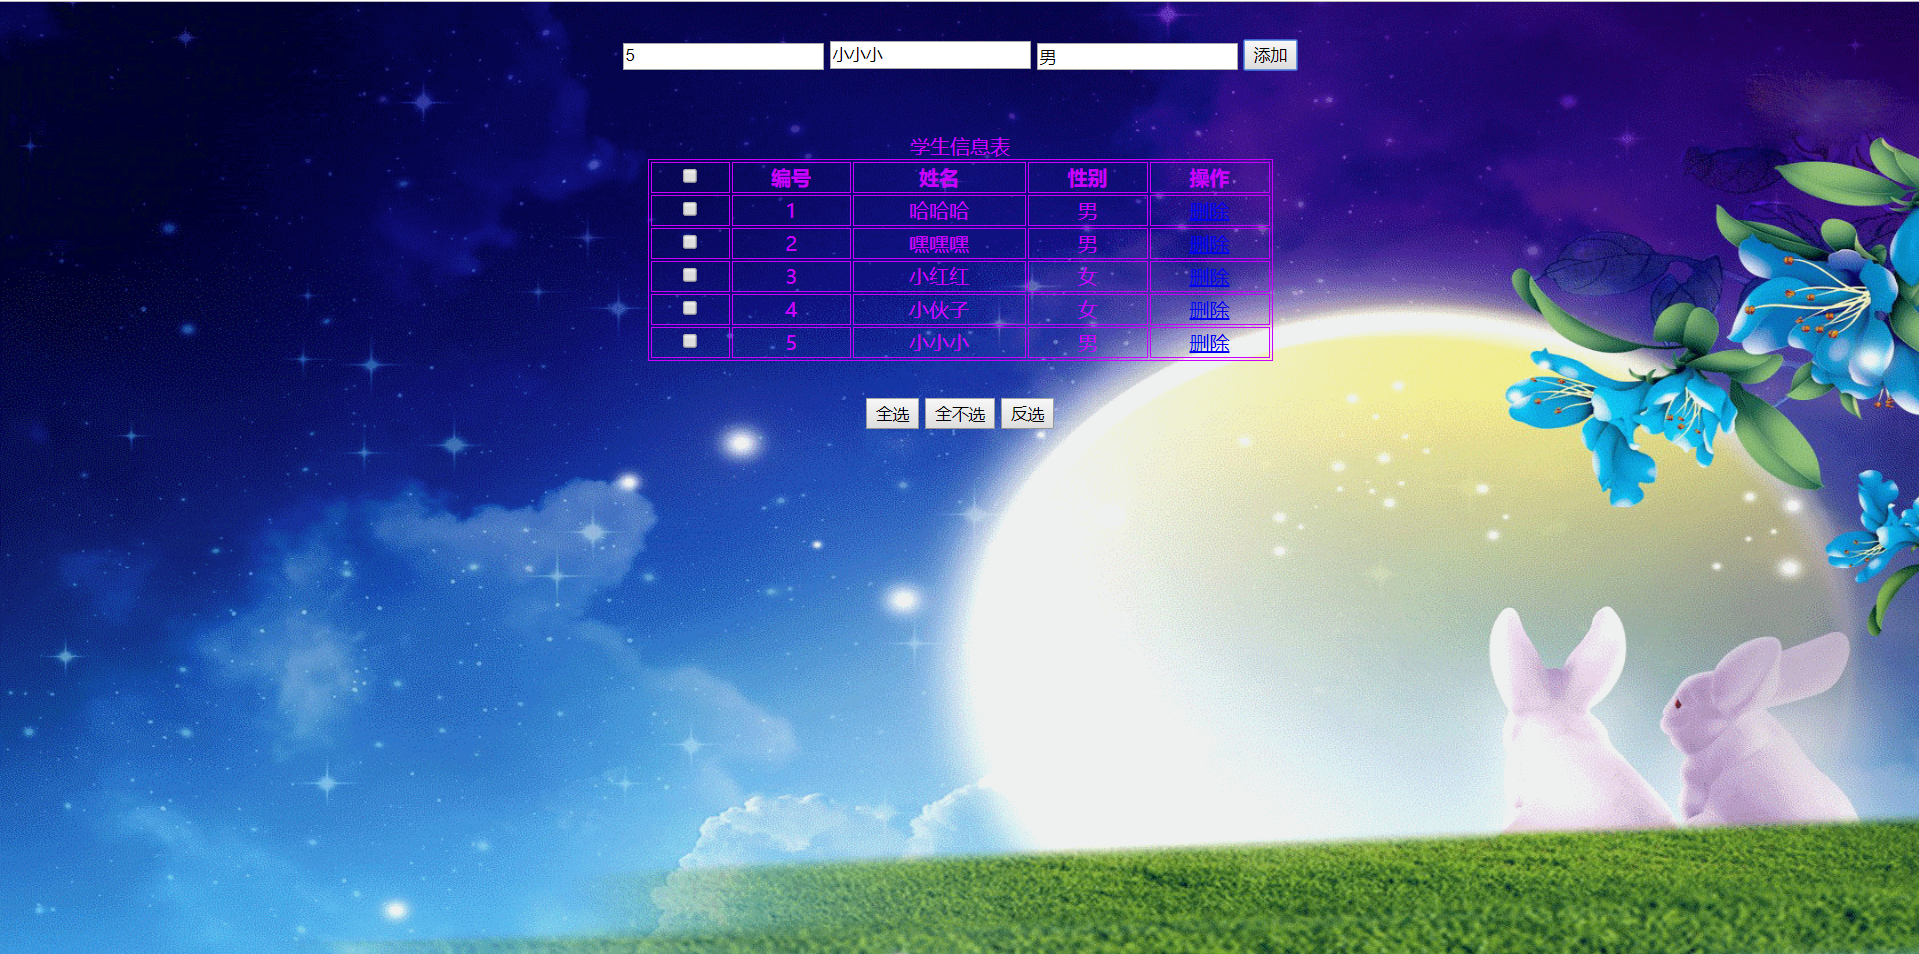 5 小小小 男 添加
学生信息表
编号 姓名 性别 操作
1 哈哈哈 男 删除
2 嘿嘿嘿 男 删除
3 小红红 女 删除
4 小伙子 女 删除
5 小小小 男 删除
全选 全不选 反选